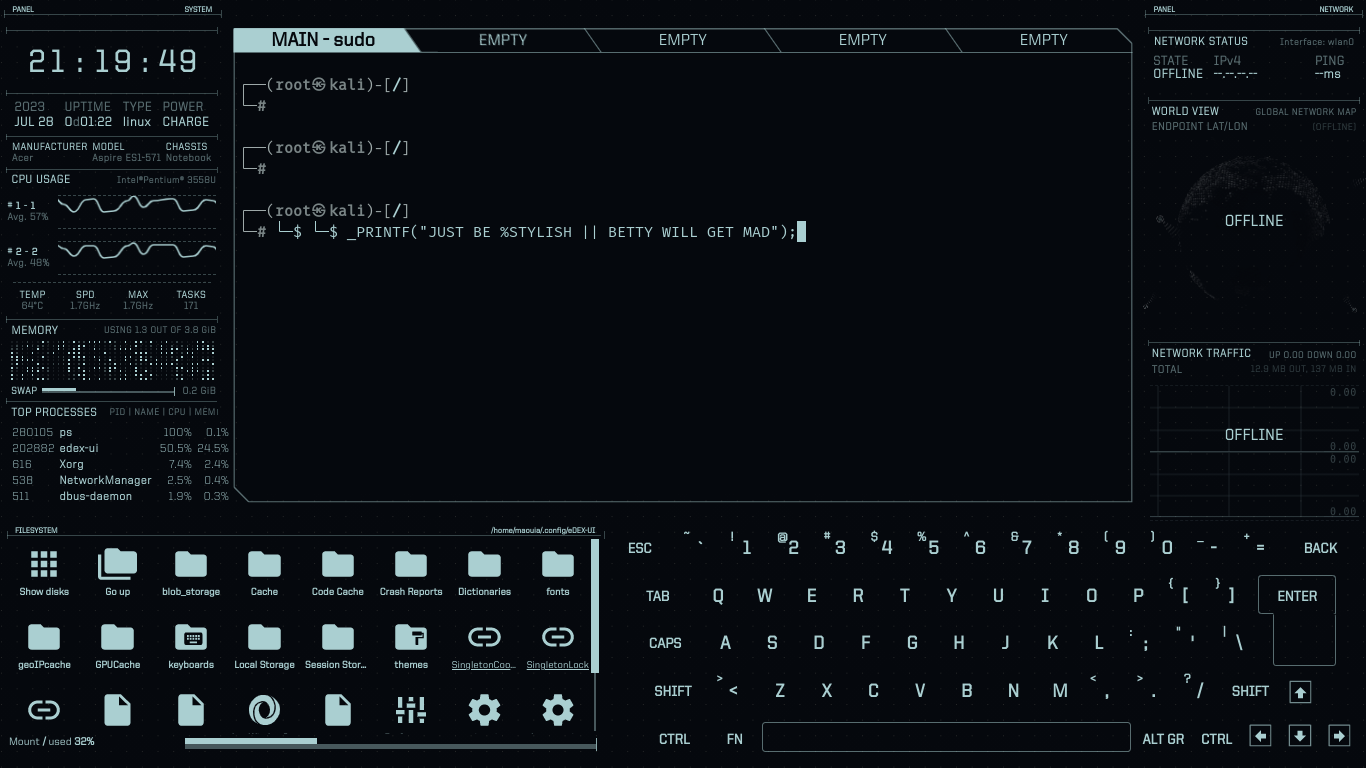 PANEL SYSTEM
21:19:49
2023 UPTIME TYPE POWER
JUL 28 0d01:22 linux CHARGE
MANUFACTURER MODEL CHASSIS
Acer Aspire ES1-571 Notebook
CPU USAGE Intel®Pentium® 3558U
# 1 - 1
Avg. 57%
# 2 - 2
Avg. 48%
TEMP SPD MAX TASKS
64°C 1.7GHz 1.7GHz 171
MEMORY USING 1.3 OUT OF 3.8 GiB
SWAP 0.2 GiB
TOP PROCESSES PID | NAME | CPU | MEM
280105 ps 100% 0.1%
202882 edex-ui 50.5% 24.5%
616 Xorg 7.4% 2.4%
538 NetworkManager 2.5% 0.4%
511 dbus-daemon 1.9% 0.3%
MAIN - sudo EMPTY EMPTY EMPTY EMPTY
┌──(root㉿kali)-[/]
└─#
┌──(root㉿kali)-[/]
└─#
┌──(root㉿kali)-[/]
└─# └─$ └─$ _PRINTF("JUST BE %STYLISH || BETTY WILL GET MAD");
PANEL NETWORK
NETWORK STATUS Interface: wlan0
STATE IPv4 PING
OFFLINE --.--.--.-- --ms
WORLD VIEW GLOBAL NETWORK MAP
ENDPOINT LAT/LON (OFFLINE)
OFFLINE
NETWORK TRAFFIC UP 0.00 DOWN 0.00
TOTAL 12.9 MB OUT, 137 MB IN
0.00
OFFLINE
0.00
0.00
0.00
FILESYSTEM /home/maouia/.config/eDEX-UI
Show disks Go up blob_storage Cache Code Cache Crash Reports Dictionaries fonts
geoIPcache GPUCache keyboards Local Storage Session Stor... themes SingletonCoo... SingletonLock
Mount / used 32%
ESC ~ ` ! 1 @ 2 # 3 $ 4 % 5 ^ 6 & 7 * 8 ( 9 ) 0 _ - + = BACK
TAB Q W E R T Y U I O P { [ } ] ENTER
CAPS A S D F G H J K L : ; " ' | \
SHIFT > < Z X C V B N M < , > . ? / SHIFT
CTRL FN ALT GR CTRL